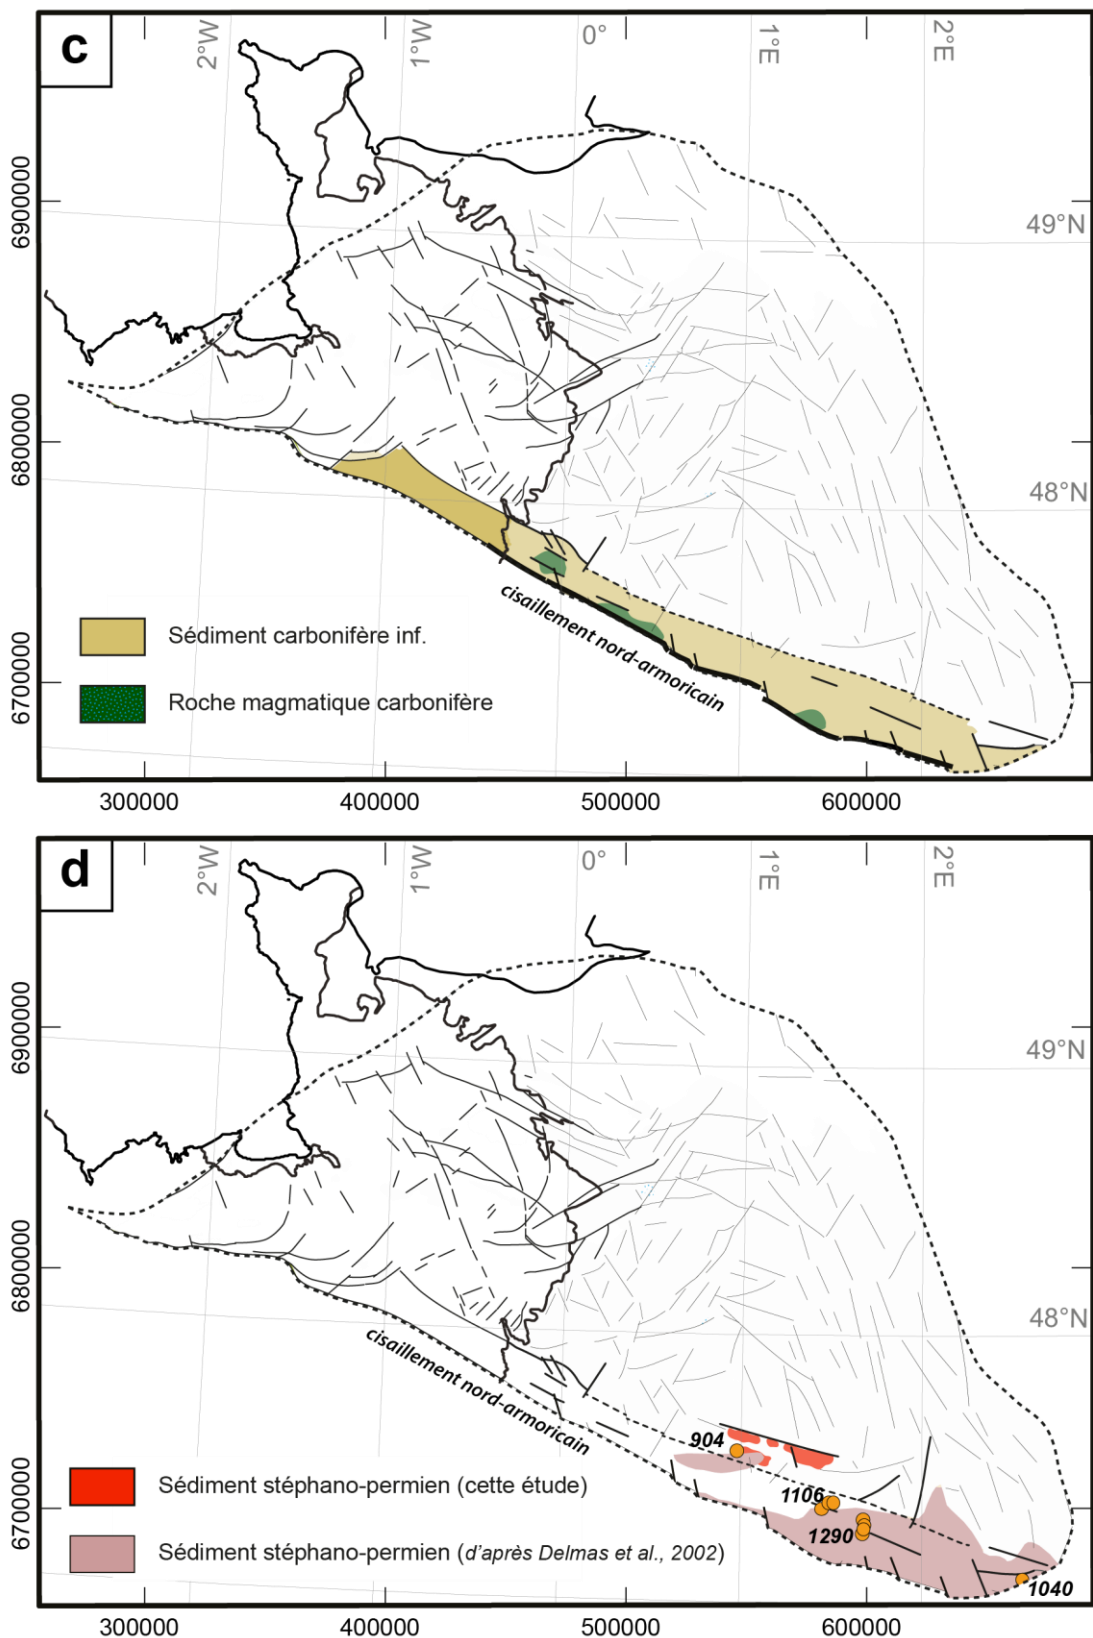 c
2°W
1°W
0°
1°E
2°E
6900000
49°N
6800000
48°N
cisaillement nord-armoricain
Sédiment carbonifère inf.
6700000
Roche magmatique carbonifère
300000
400000
500000
600000
d
2°W
1°W
0°
1°E
2°E
6900000
49°N
6800000
48°N
cisaillement nord-armoricain
904
Sédiment stéphano-permien (cette étude)
1106
6700000
1290
Sédiment stéphano-permien (d'après Delmas et al., 2002)
1040
300000
400000
500000
600000